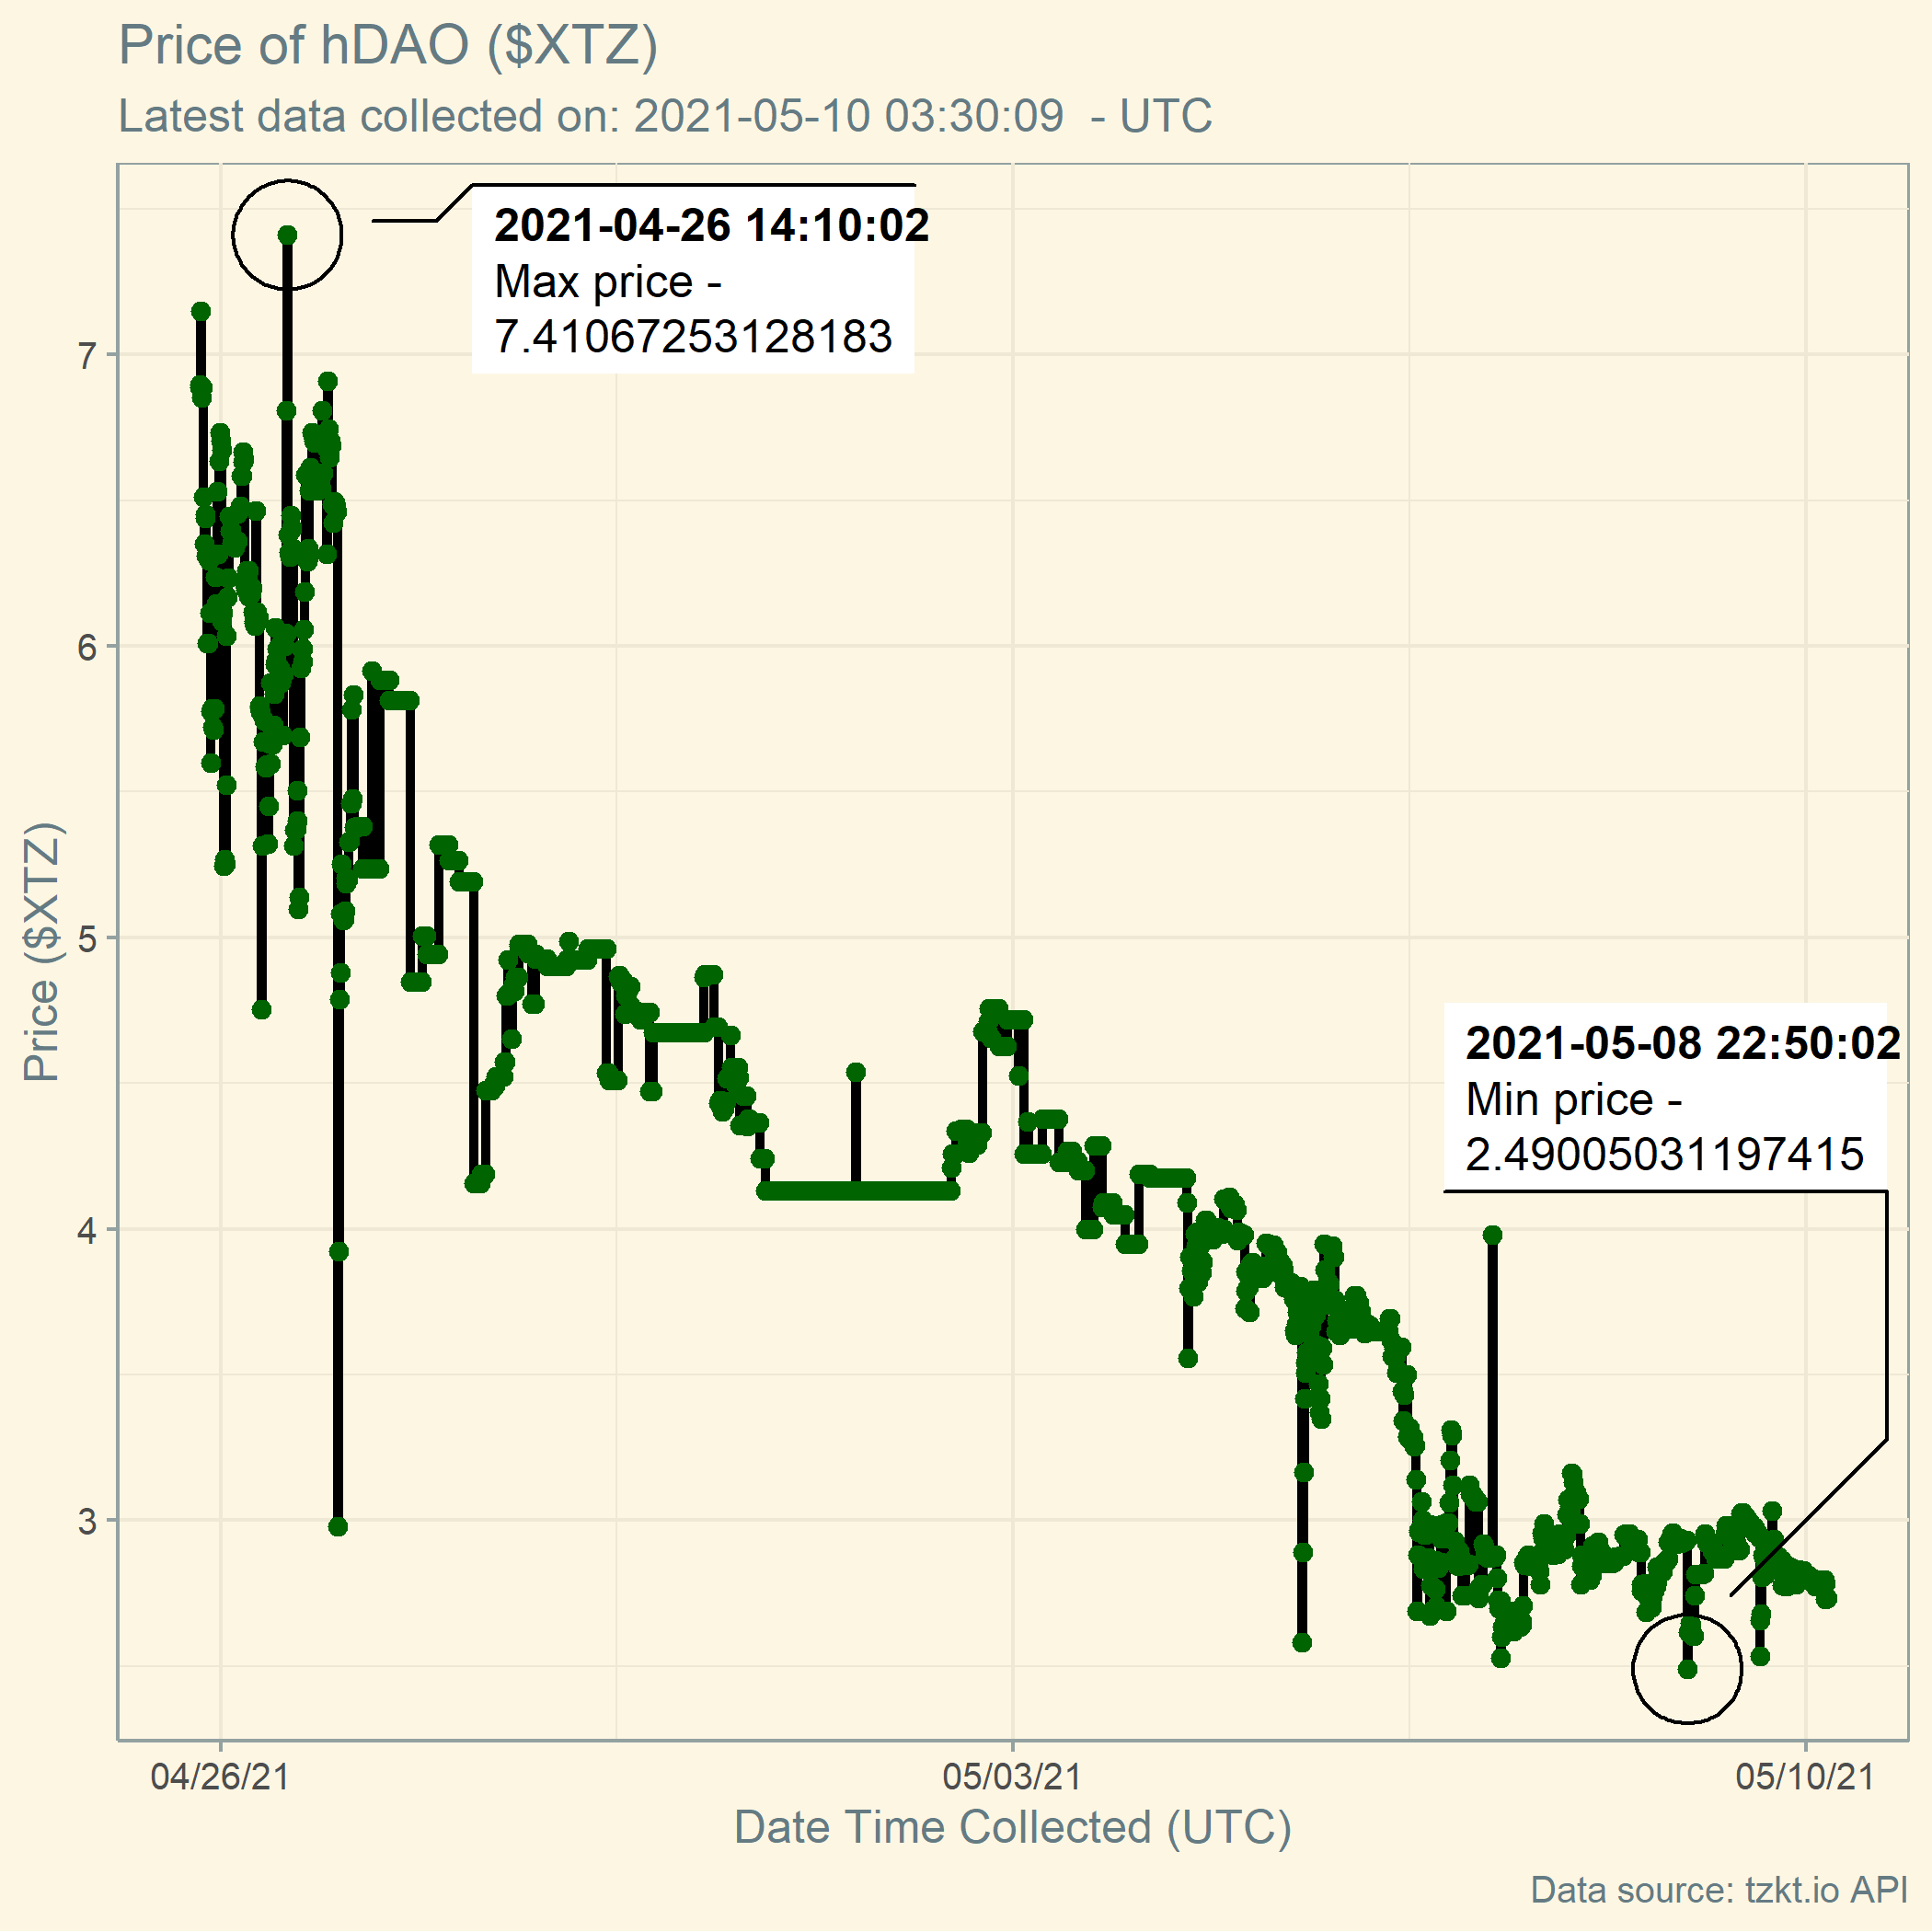 Price of hDAO ($XTZ)
Latest data collected on: 2021-05-10 03:30:09  - UTC
2021-04-26 14:10:02
Max price -
7.41067253128183
7
6
5
4
3
Price ($XTZ)
2021-05-08 22:50:02
Min price -
2.49005031197415
04/26/21
05/03/21
05/10/21
Date Time Collected (UTC)
Data source: tzkt.io API